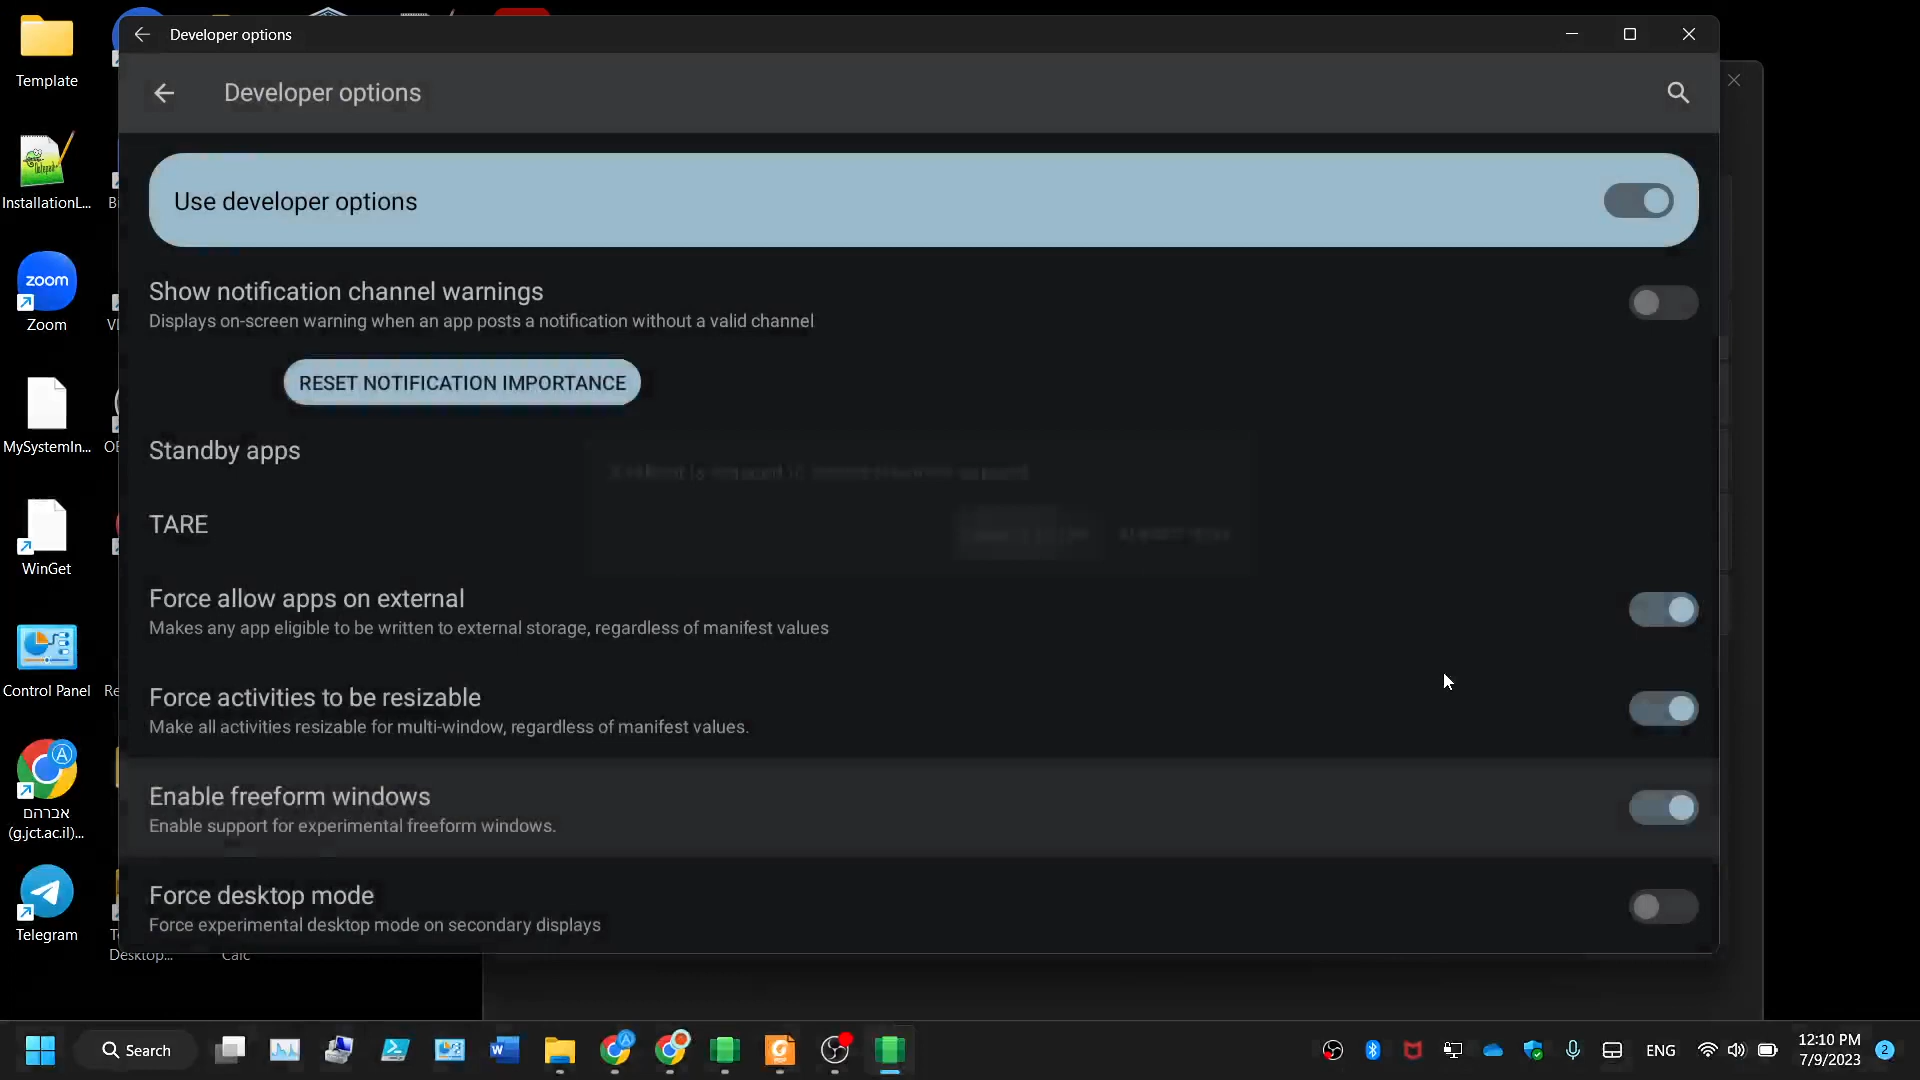 Developer options
Developer options
Use developer options
Show notification channel warnings
Displays on-screen warning when an app posts a notification without a valid channel
RESET NOTIFICATION IMPORTANCE
Standby apps
TARE
Force allow apps on external
Makes any app eligible to be written to external storage, regardless of manifest values
Force activities to be resizable
Make all activities resizable for multi-window, regardless of manifest values.
Enable freeform windows
Enable support for experimental freeform windows.
Force desktop mode
Force experimental desktop mode on secondary displays
Template
InstallationL...
zoom
Zoom
MySystemIn...
WinGet
Control Panel
Re
אברהם
(g.jct.ac.il)...
Telegram
Desktop...
Calc
Search
ENG
12:10 PM
7/9/2023
2